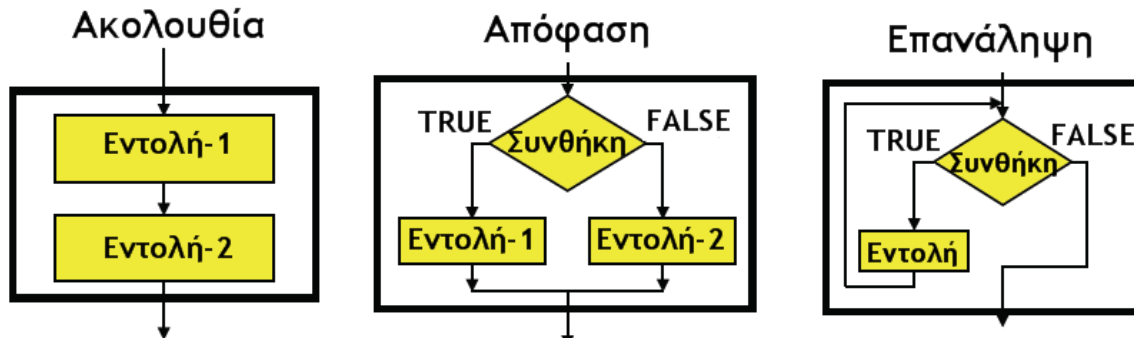 Ακολουθία
Εντολή-1
Εντολή-2
Απόφαση
TRUE
Συνθήκη
FALSE
Εντολή-1
Εντολή-2
Επανάληψη
TRUE
Συνθήκη
FALSE
Εντολή